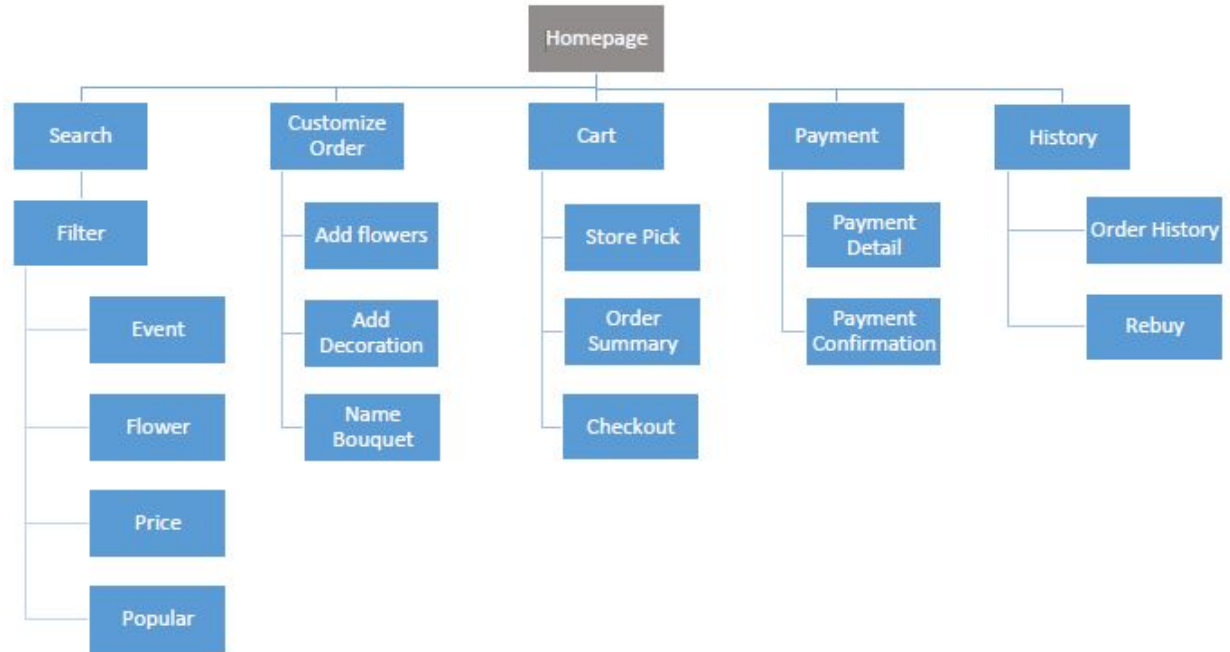 Homepage
Search
Customize
Order
Cart
Payment
History
Filter
Add flowers
Store Pick
Payment
Detail
Order History
Event
Add
Decoration
Order
Summary
Payment
Confirmation
Rebuy
Flower
Name
Bouquet
Checkout
Price
Popular